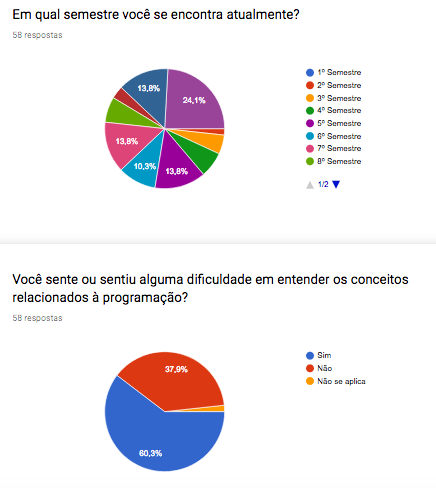 Em qual semestre você se encontra atualmente?
58 respostas
13,8%
24,1%
13,8%
10,3%
13,8%
1º Semestre
2º Semestre
3º Semestre
4º Semestre
5º Semestre
6º Semestre
7º Semestre
8º Semestre
1/2
Você sente ou sentiu alguma dificuldade em entender os conceitos
relacionados à programação?
58 respostas
37,9%
60,3%
Sim
Não
Não se aplica